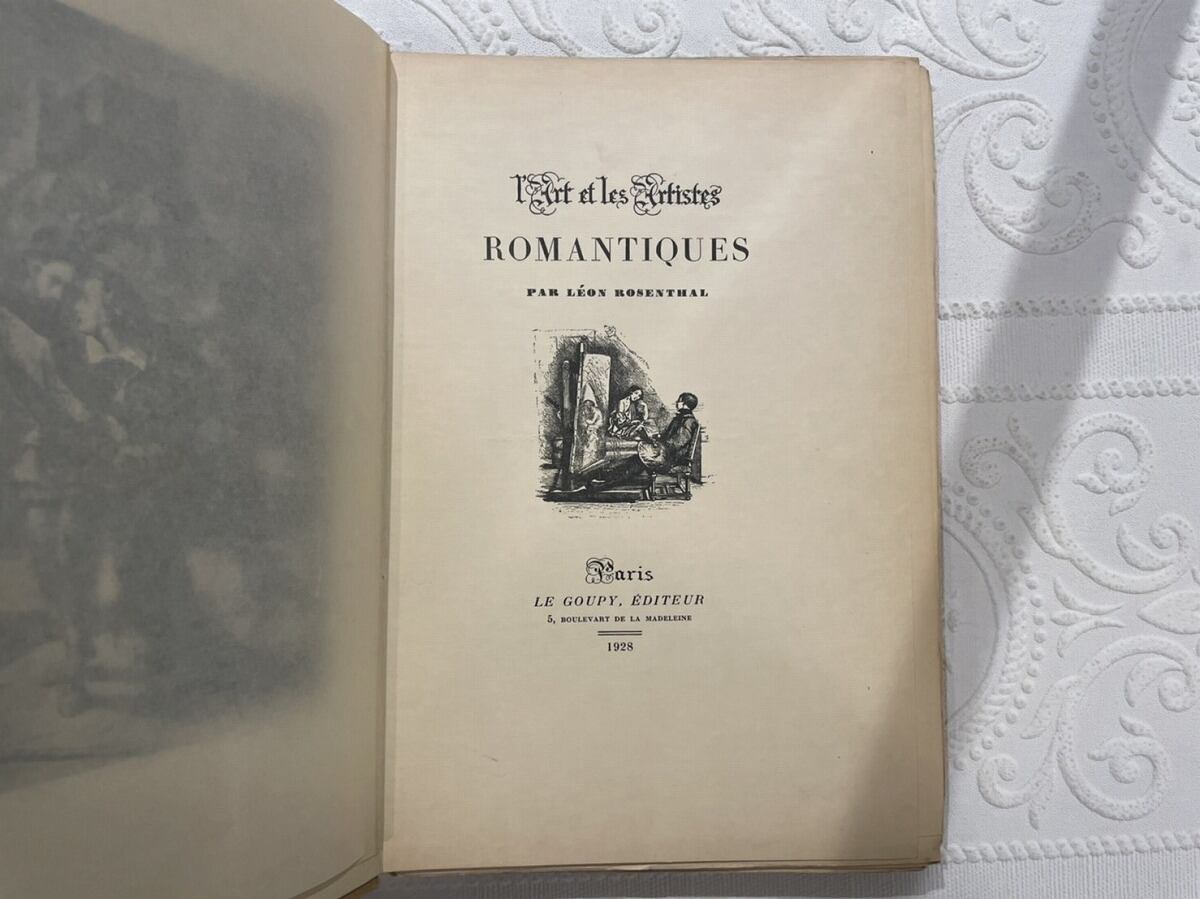 l'Art et les Artistes
ROMANTIQUES
PAR LÉON ROSENTHAL
Paris
LE GOUPY, ÉDITEUR
5, BOULEVART DE LA MADELEINE
1928